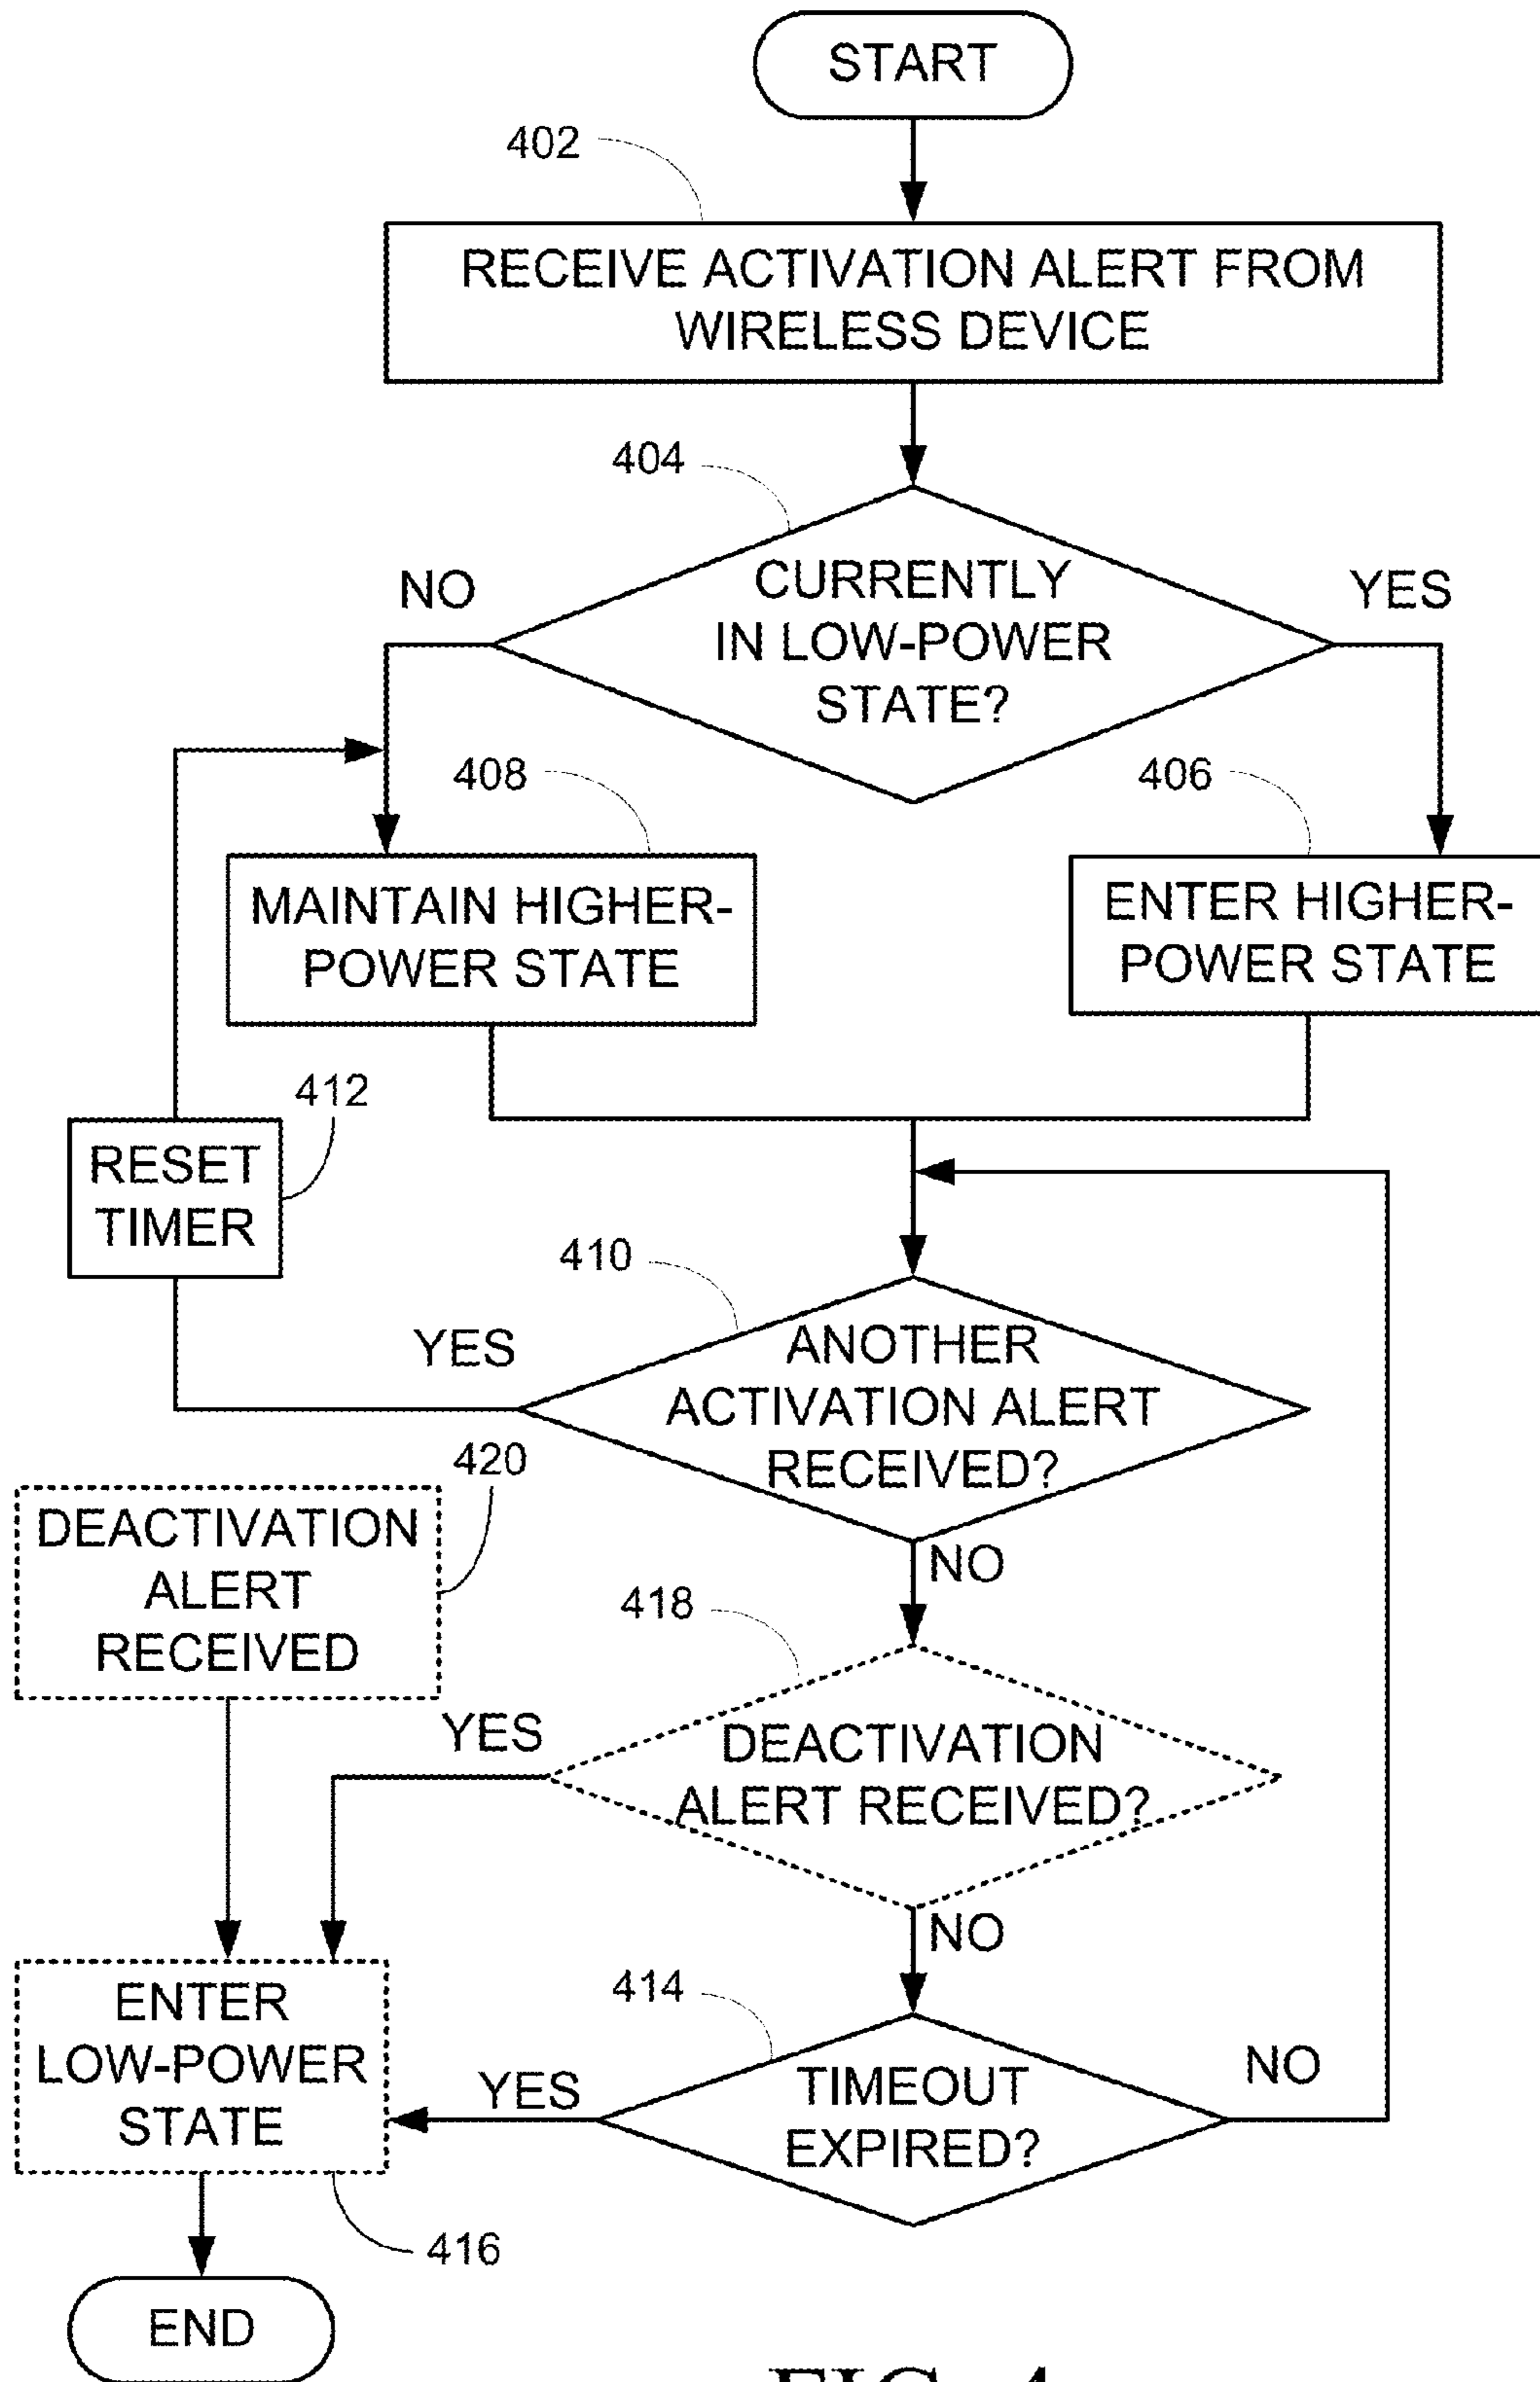 START
402
RECEIVE ACTIVATION ALERT FROM
WIRELESS DEVICE
404
NO
CURRENTLY
IN LOW-POWER
STATE?
YES
408
406
MAINTAIN HIGHER-
POWER STATE
ENTER HIGHER-
POWER STATE
412
RESET
TIMER
410
YES
ANOTHER
ACTIVATION ALERT
RECEIVED?
420
DEACTIVATION
ALERT
RECEIVED
NO
418
YES
DEACTIVATION
ALERT RECEIVED?
NO
414
ENTER
LOW-POWER
STATE
YES
TIMEOUT
EXPIRED?
NO
416
END
FIG. 4